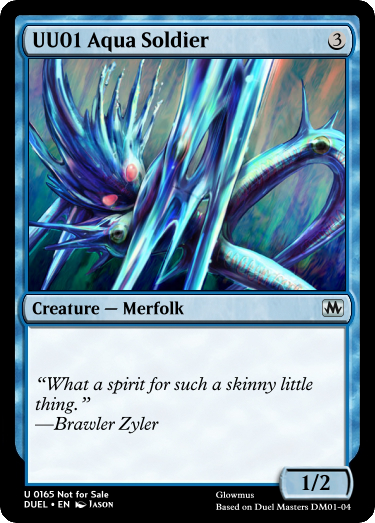 UU01 Aqua Soldier
3
Creature — Merfolk
“What a spirit for such a skinny little
thing.”
—Brawler Zyler
1/2
U 0165 Not for Sale
DUEL • EN Jason
Glowmus
Based on Duel Masters DM01-04